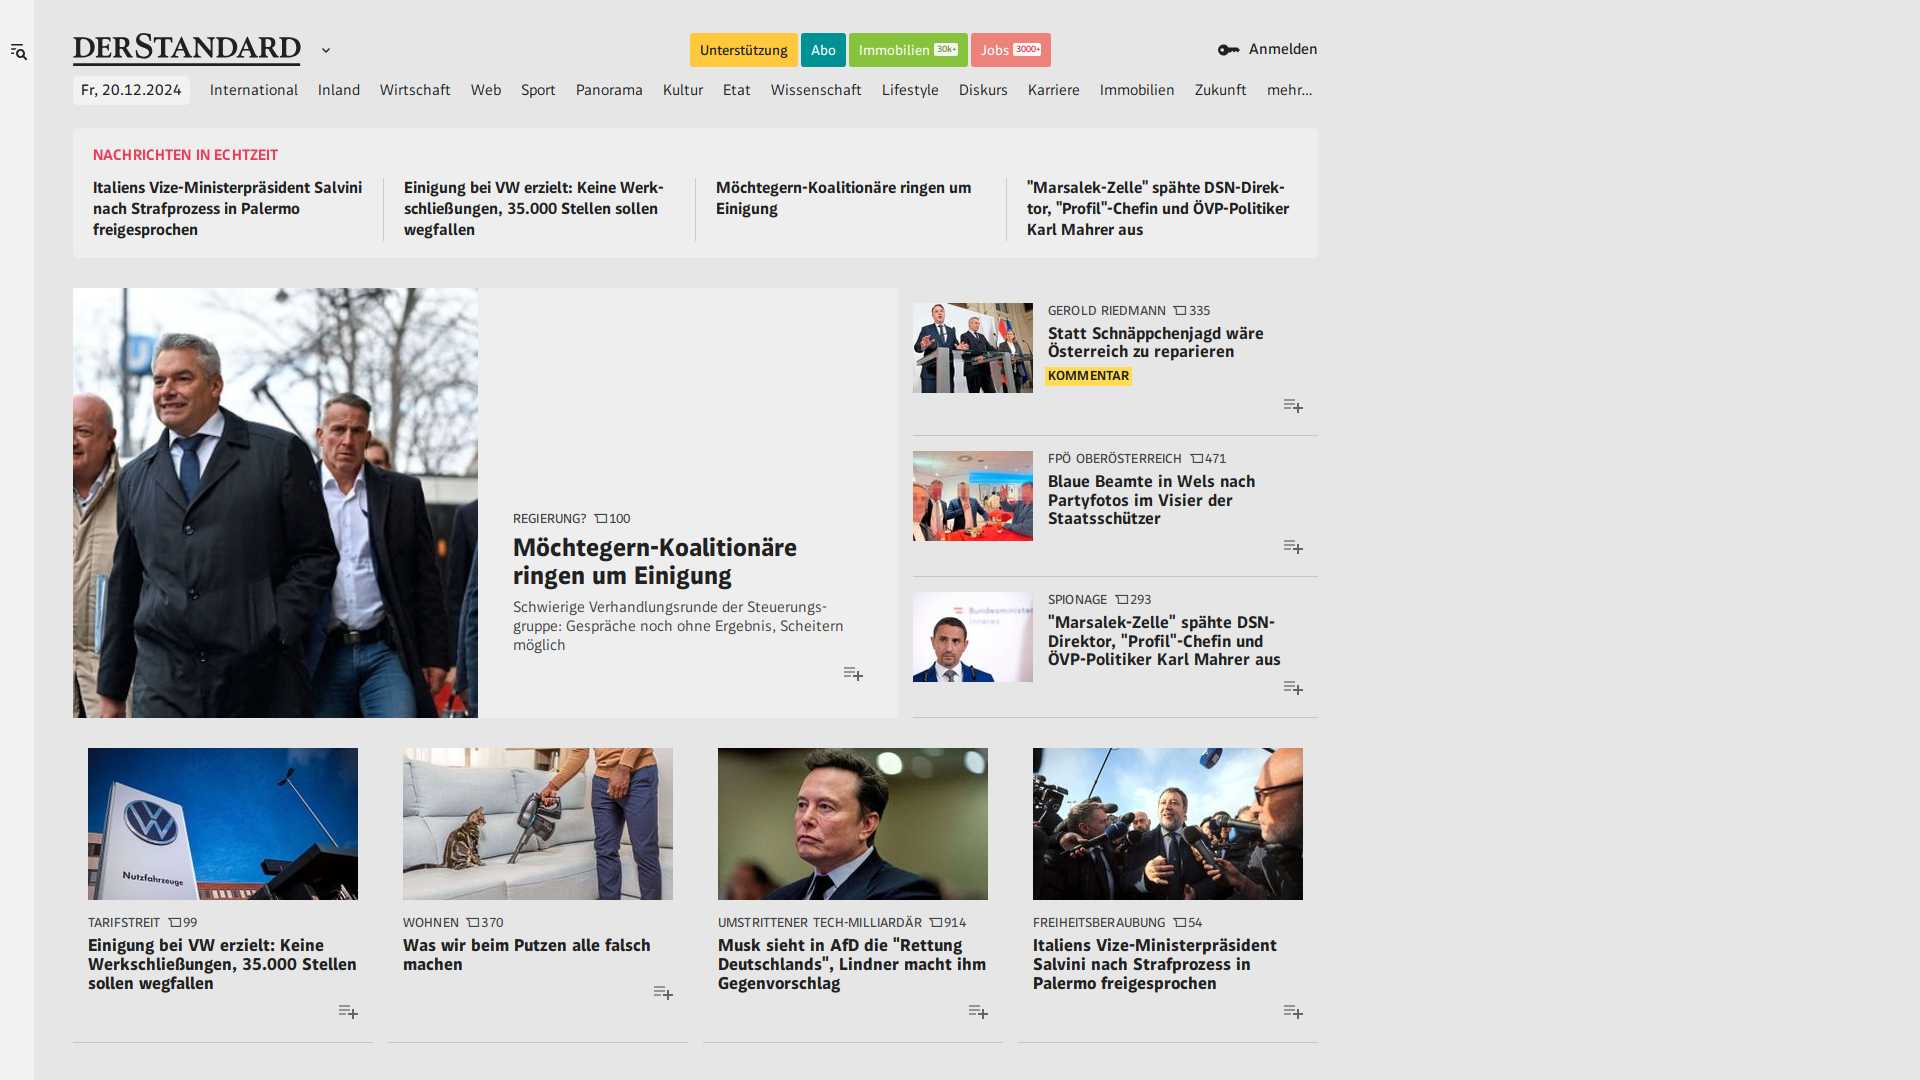 DERSTANDARD
Unterstützung
Abo
Immobilien 30k+
Jobs 3000+
Anmelden
Fr, 20.12.2024
International
Inland
Wirtschaft
Web
Sport
Panorama
Kultur
Etat
Wissenschaft
Lifestyle
Diskurs
Karriere
Immobilien
Zukunft
mehr...
NACHRICHTEN IN ECHTZEIT
Italiens Vize-Ministerpräsident Salvini
nach Strafprozess in Palermo
freigesprochen
Einigung bei VW erzielt: Keine Werk-
schließungen, 35.000 Stellen sollen
wegfallen
Möchtegern-Koalitionäre ringen um
Einigung
"Marsalek-Zelle" spähte DSN-Direk-
tor, "Profil"-Chefin und ÖVP-Politiker
Karl Mahrer aus
REGIERUNG? 100
Möchtegern-Koalitionäre
ringen um Einigung
Schwierige Verhandlungsrunde der Steuerungs-
gruppe: Gespräche noch ohne Ergebnis, Scheitern
möglich
GEROLD RIEDMANN 335
Statt Schnäppchenjagd wäre
Österreich zu reparieren
KOMMENTAR
FPÖ OBERÖSTERREICH 471
Blaue Beamte in Wels nach
Partyfotos im Visier der
Staatsschützer
Bundesminister
Inneres
SPIONAGE 293
"Marsalek-Zelle" spähte DSN-
Direktor, "Profil"-Chefin und
ÖVP-Politiker Karl Mahrer aus
Nutzfahrzeuge
TARIFSTREIT 99
Einigung bei VW erzielt: Keine
Werkschließungen, 35.000 Stellen
sollen wegfallen
WOHNEN 370
Was wir beim Putzen alle falsch
machen
UMSTRITTENER TECH-MILLIARDÄR 914
Musk sieht in AfD die "Rettung
Deutschlands", Lindner macht ihm
Gegenvorschlag
FREIHEITSBERAUBUNG 54
Italiens Vize-Ministerpräsident
Salvini nach Strafprozess in
Palermo freigesprochen